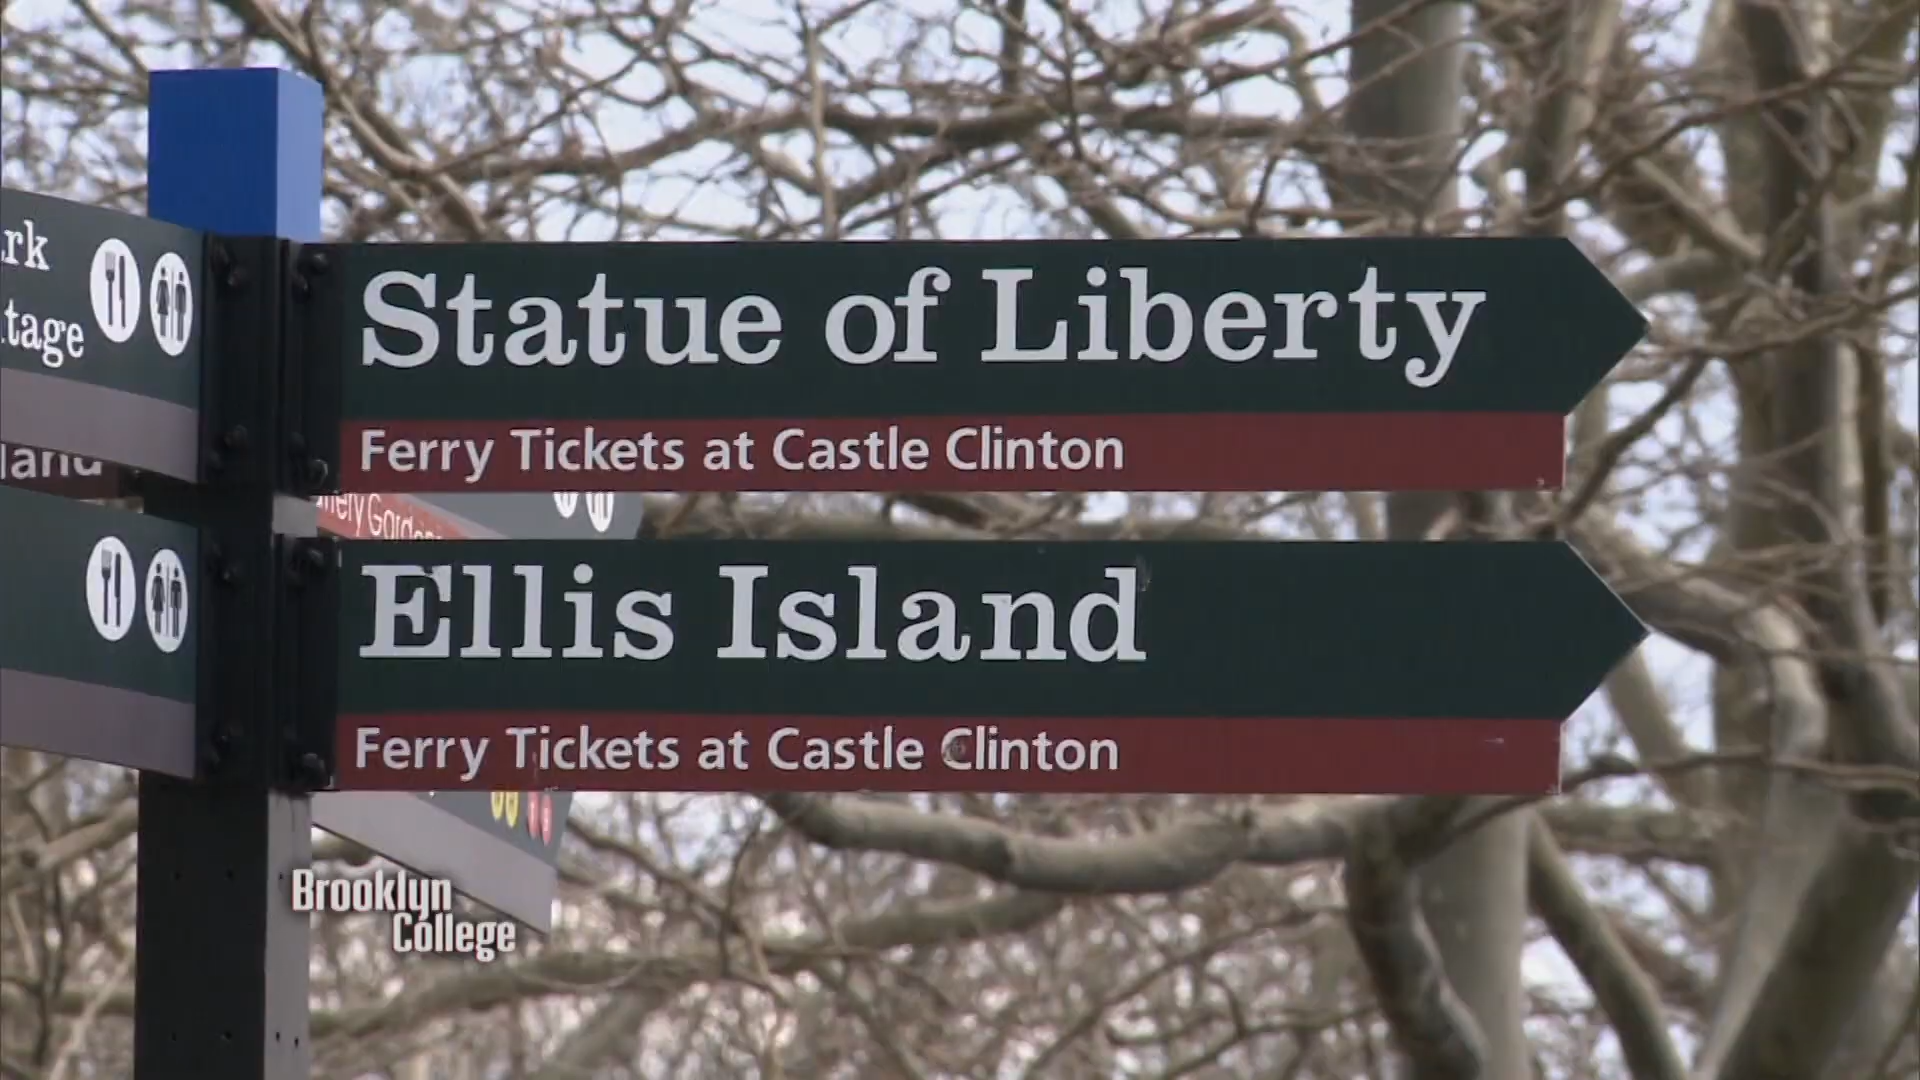 Statue of Liberty
Ferry Tickets at Castle Clinton
Ellis Island
Ferry Tickets at Castle Clinton
Brooklyn
College